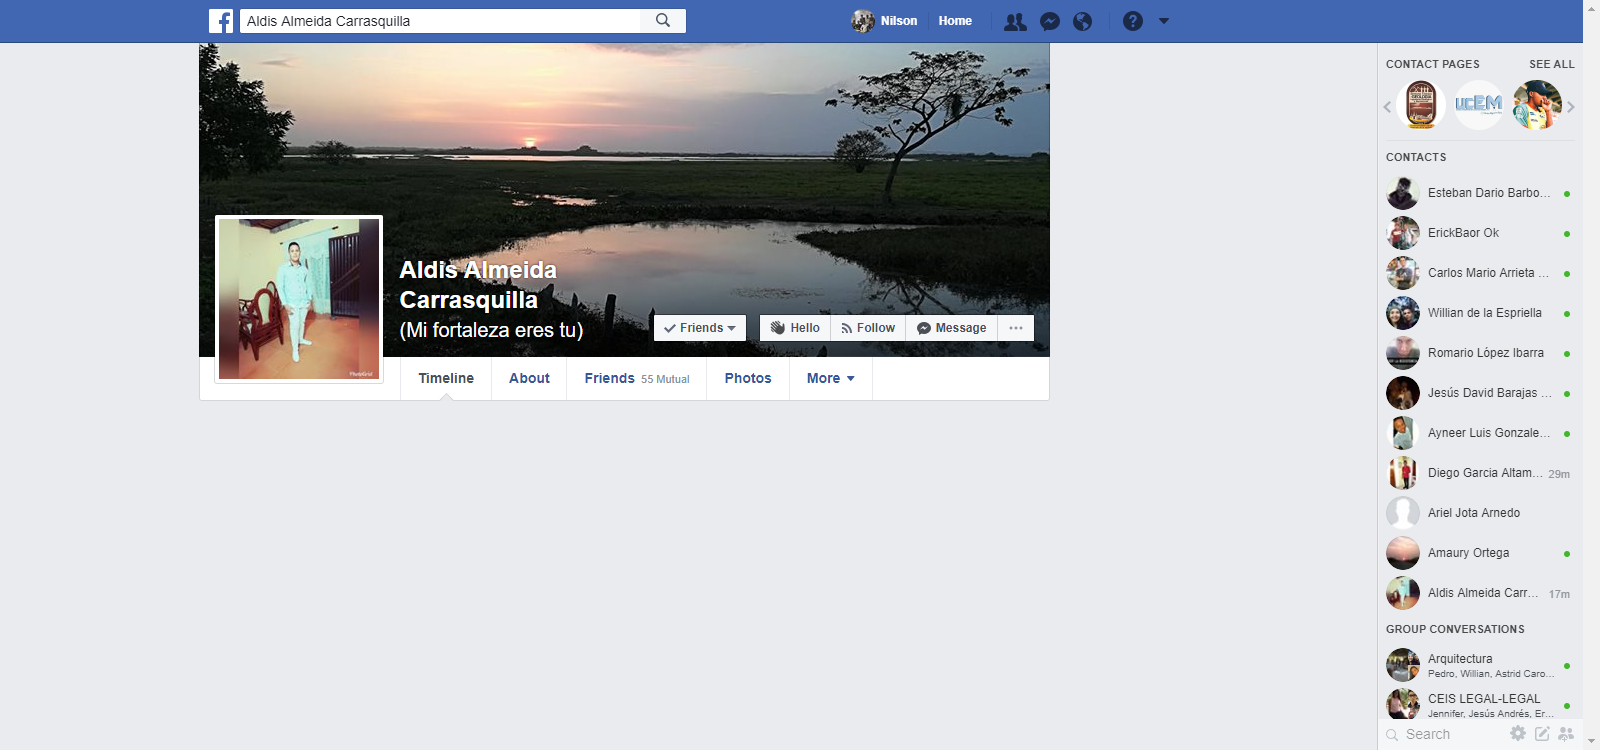 Aldis Almeida Carrasquilla
Nilson
Home
Aldis Almeida
Carrasquilla
(Mi fortaleza eres tu)
Friends
Hello
Follow
Message
Timeline
About
Friends 55 Mutual
Photos
More
CONTACT PAGES SEE ALL
UCEM
CONTACTS
Esteban Dario Barbo...
ErickBaor Ok
Carlos Mario Arrieta ...
Willian de la Espriella
Romario López Ibarra
Jesús David Barajas ...
Ayneer Luis Gonzale...
Diego Garcia Altam... 29m
Ariel Jota Arnedo
Amaury Ortega
Aldis Almeida Carr... 17m
GROUP CONVERSATIONS
Arquitectura
Pedro, Willian, Astrid Caro...
CEIS LEGAL-LEGAL
Jennifer, Jesús Andrés, Er...
Search